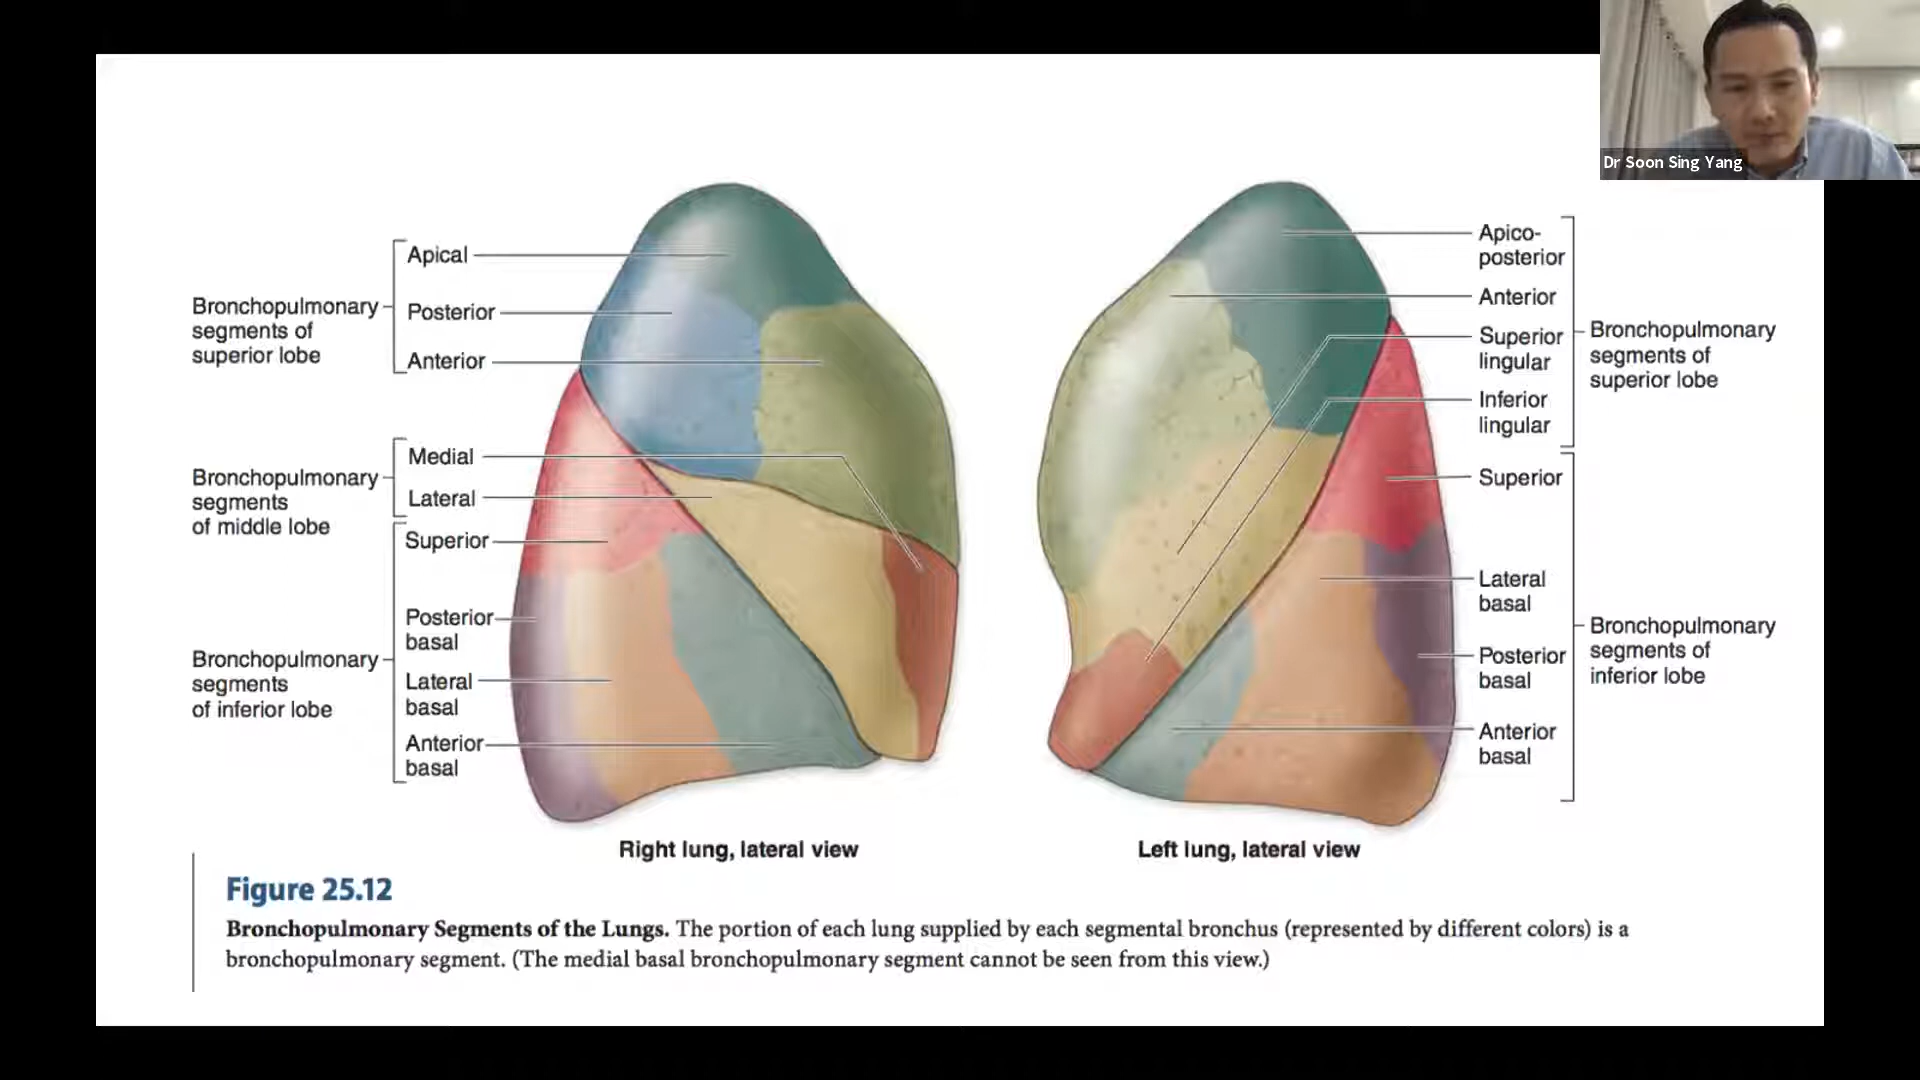 Dr Soon Sing Yang
Bronchopulmonary
segments of
superior lobe
Apical
Posterior
Anterior
Bronchopulmonary
segments
of middle lobe
Medial
Lateral
Bronchopulmonary
segments
of inferior lobe
Superior
Posterior
basal
Lateral
basal
Anterior
basal
Right lung, lateral view
Apico-
posterior
Anterior
Superior
lingular
Inferior
lingular
Bronchopulmonary
segments of
superior lobe
Superior
Lateral
basal
Posterior
basal
Anterior
basal
Bronchopulmonary
segments of
inferior lobe
Left lung, lateral view
Figure 25.12
Bronchopulmonary Segments of the Lungs. The portion of each lung supplied by each segmental bronchus (represented by different colors) is a
bronchopulmonary segment. (The medial basal bronchopulmonary segment cannot be seen from this view.)